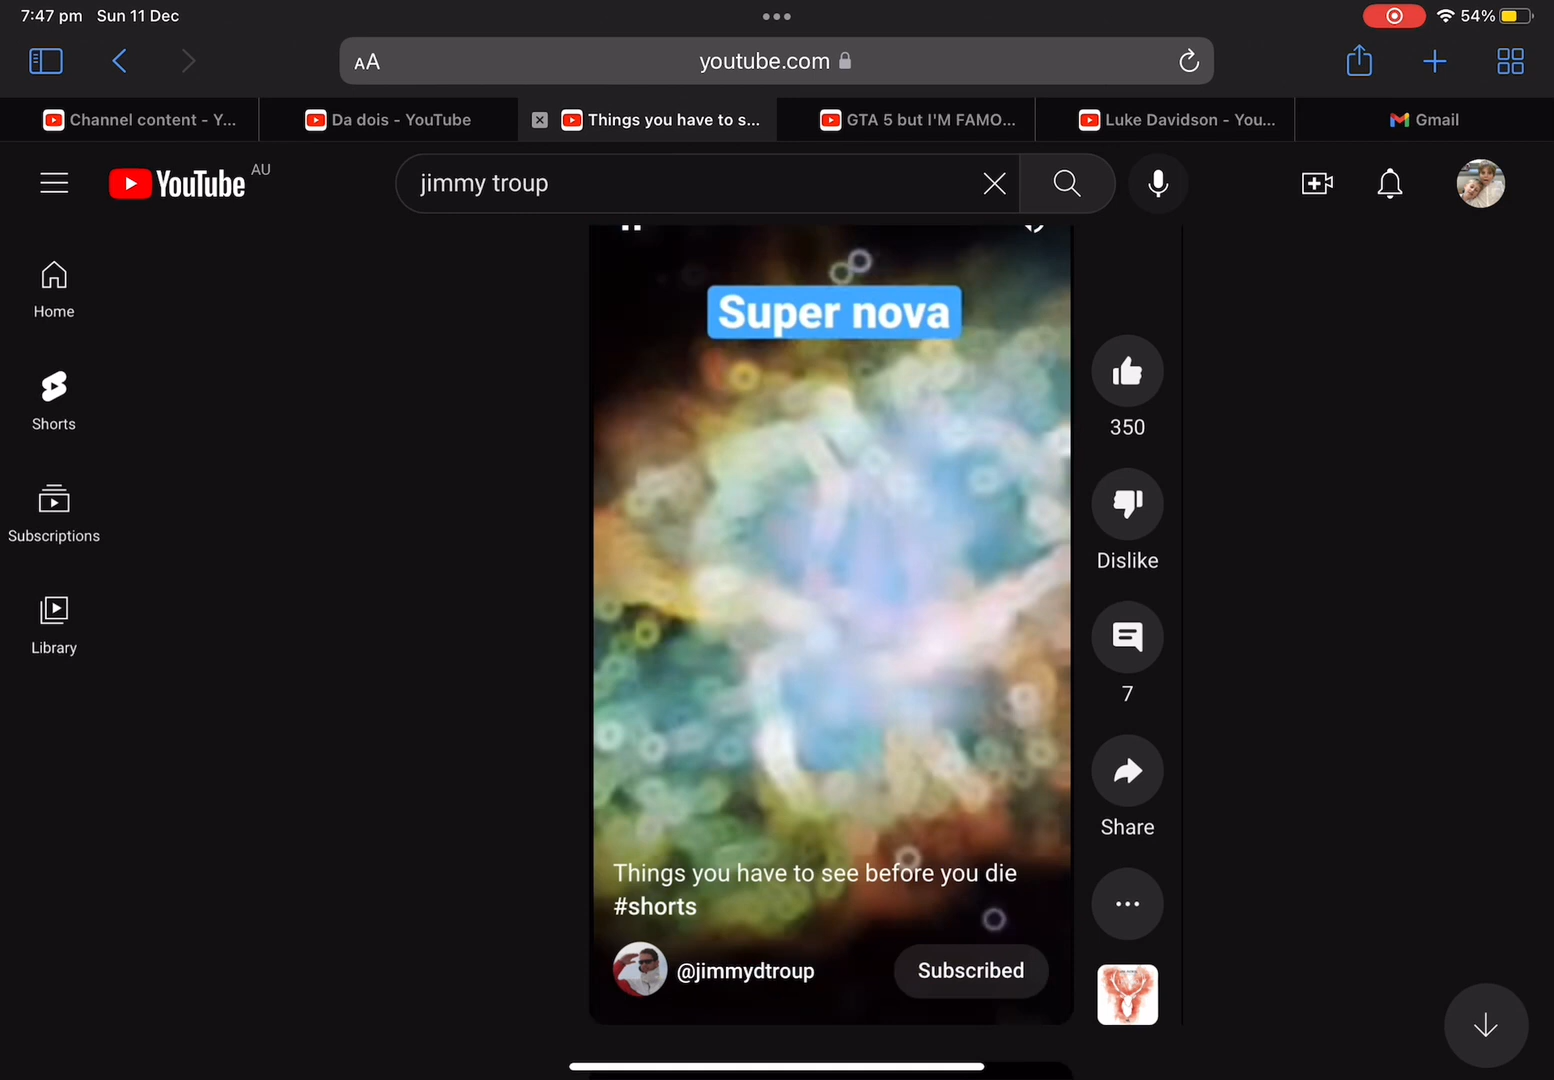 7:47 pm Sun 11 Dec
54%
AA youtube.com
Channel content - Y...
Da dois - YouTube
Things you have to s...
GTA 5 but I'M FAMO...
Luke Davidson - You...
Gmail
YouTube AU
jimmy troup
Home
Shorts
Subscriptions
Library
Super nova
350
Dislike
7
Share
Things you have to see before you die
#shorts
@jimmydtroup
Subscribed